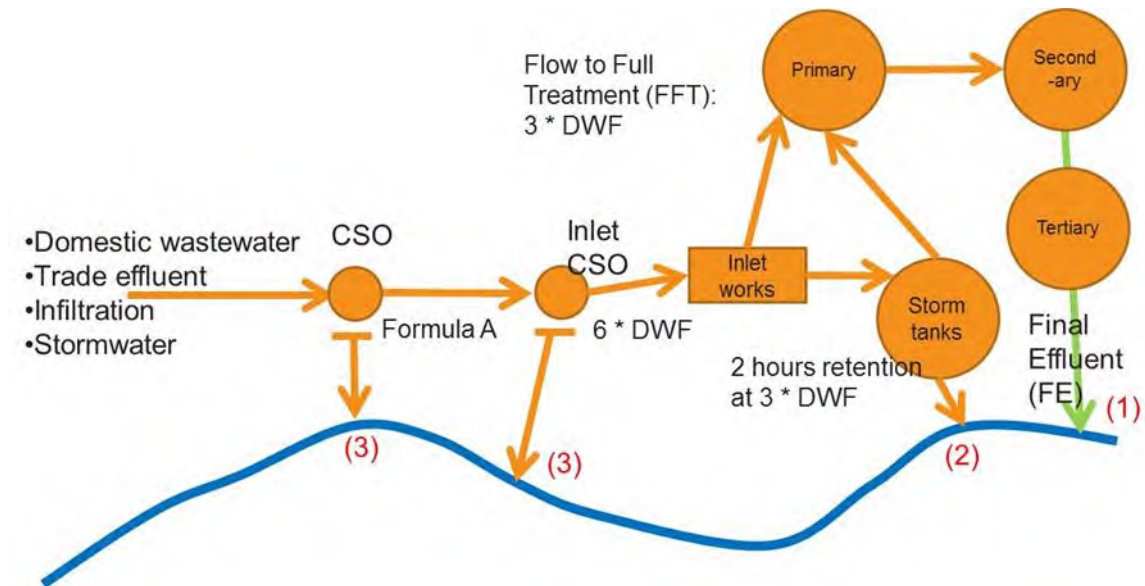 •Domestic wastewater
•Trade effluent
•Infiltration
•Stormwater
CSO
Formula A
(3)
Inlet
CSO
6 * DWF
(3)
Inlet
works
Flow to Full
Treatment (FFT):
3 * DWF
Primary
Second
-ary
Tertiary
Storm
tanks
2 hours retention
at 3 * DWF
(2)
Final
Effluent
(FE)
(1)